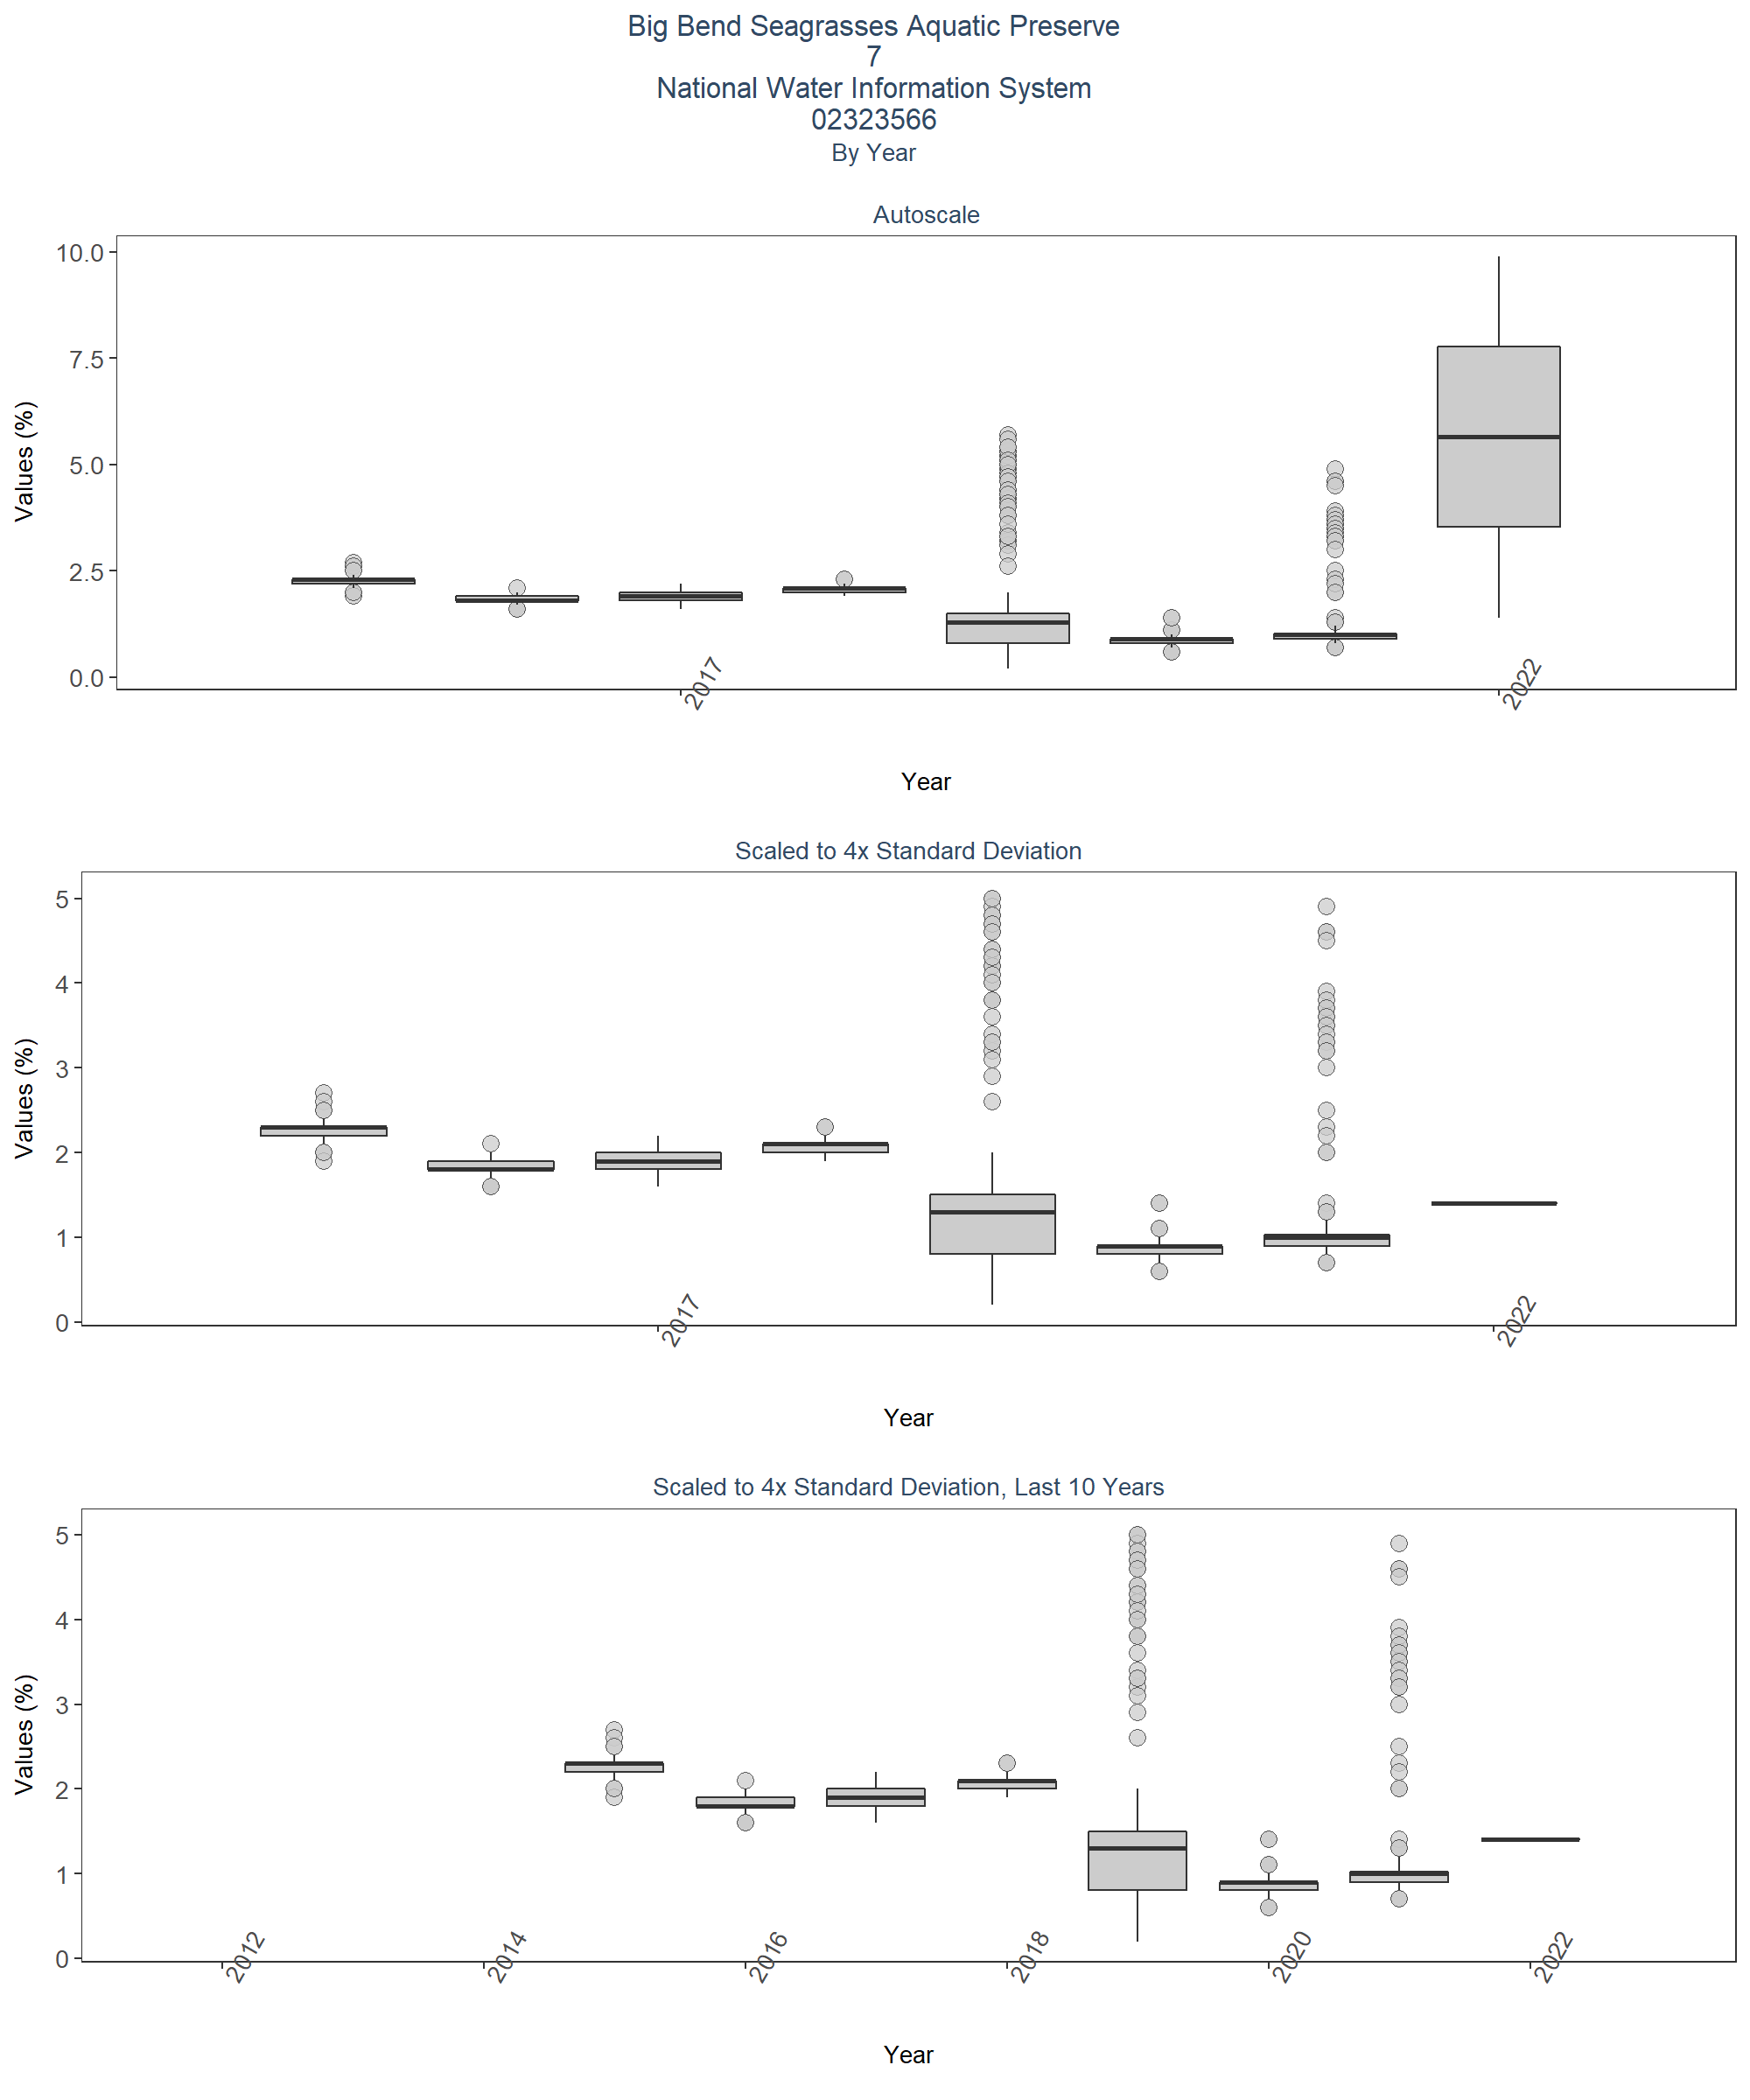 Big Bend Seagrasses Aquatic Preserve
7
National Water Information System
02323566
By Year
Autoscale
10.0
7.5
5.0
2.5
0.0
Values (%)
2017
2022
Year
Scaled to 4x Standard Deviation
5
4
3
2
1
0
Values (%)
2017
2022
Year
Scaled to 4x Standard Deviation, Last 10 Years
5
4
3
2
1
0
Values (%)
2012
2014
2016
2018
2020
2022
Year